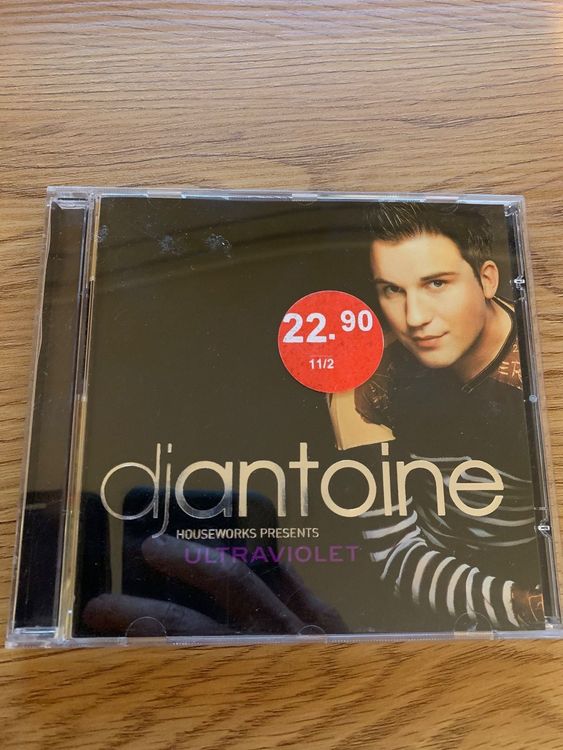 22.90
11/2
djantoine
HOUSEWORKS PRESENTS
ULTRAVIOLET